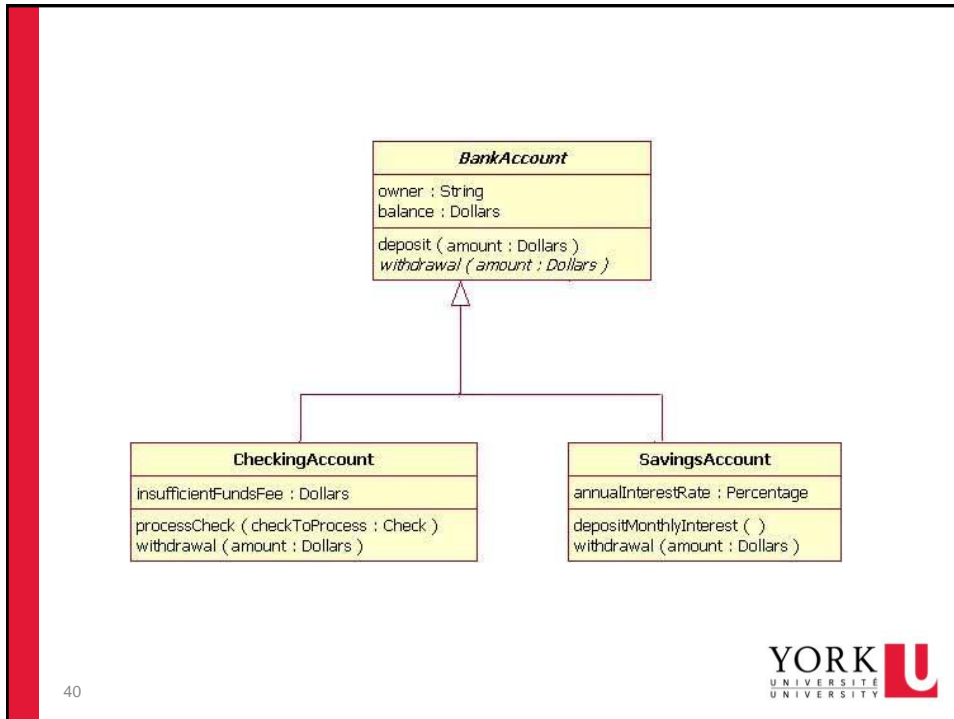 BankAccount
owner : String
balance : Dollars
deposit ( amount : Dollars )
withdrawal ( amount : Dollars )
CheckingAccount
insufficientFundsFee : Dollars
processCheck ( checkToProcess : Check )
withdrawal ( amount : Dollars )
SavingsAccount
annualInterestRate : Percentage
depositMonthlyInterest ( )
withdrawal ( amount : Dollars )
40
YORK U
UNIVERSITÉ
UNIVERSITY